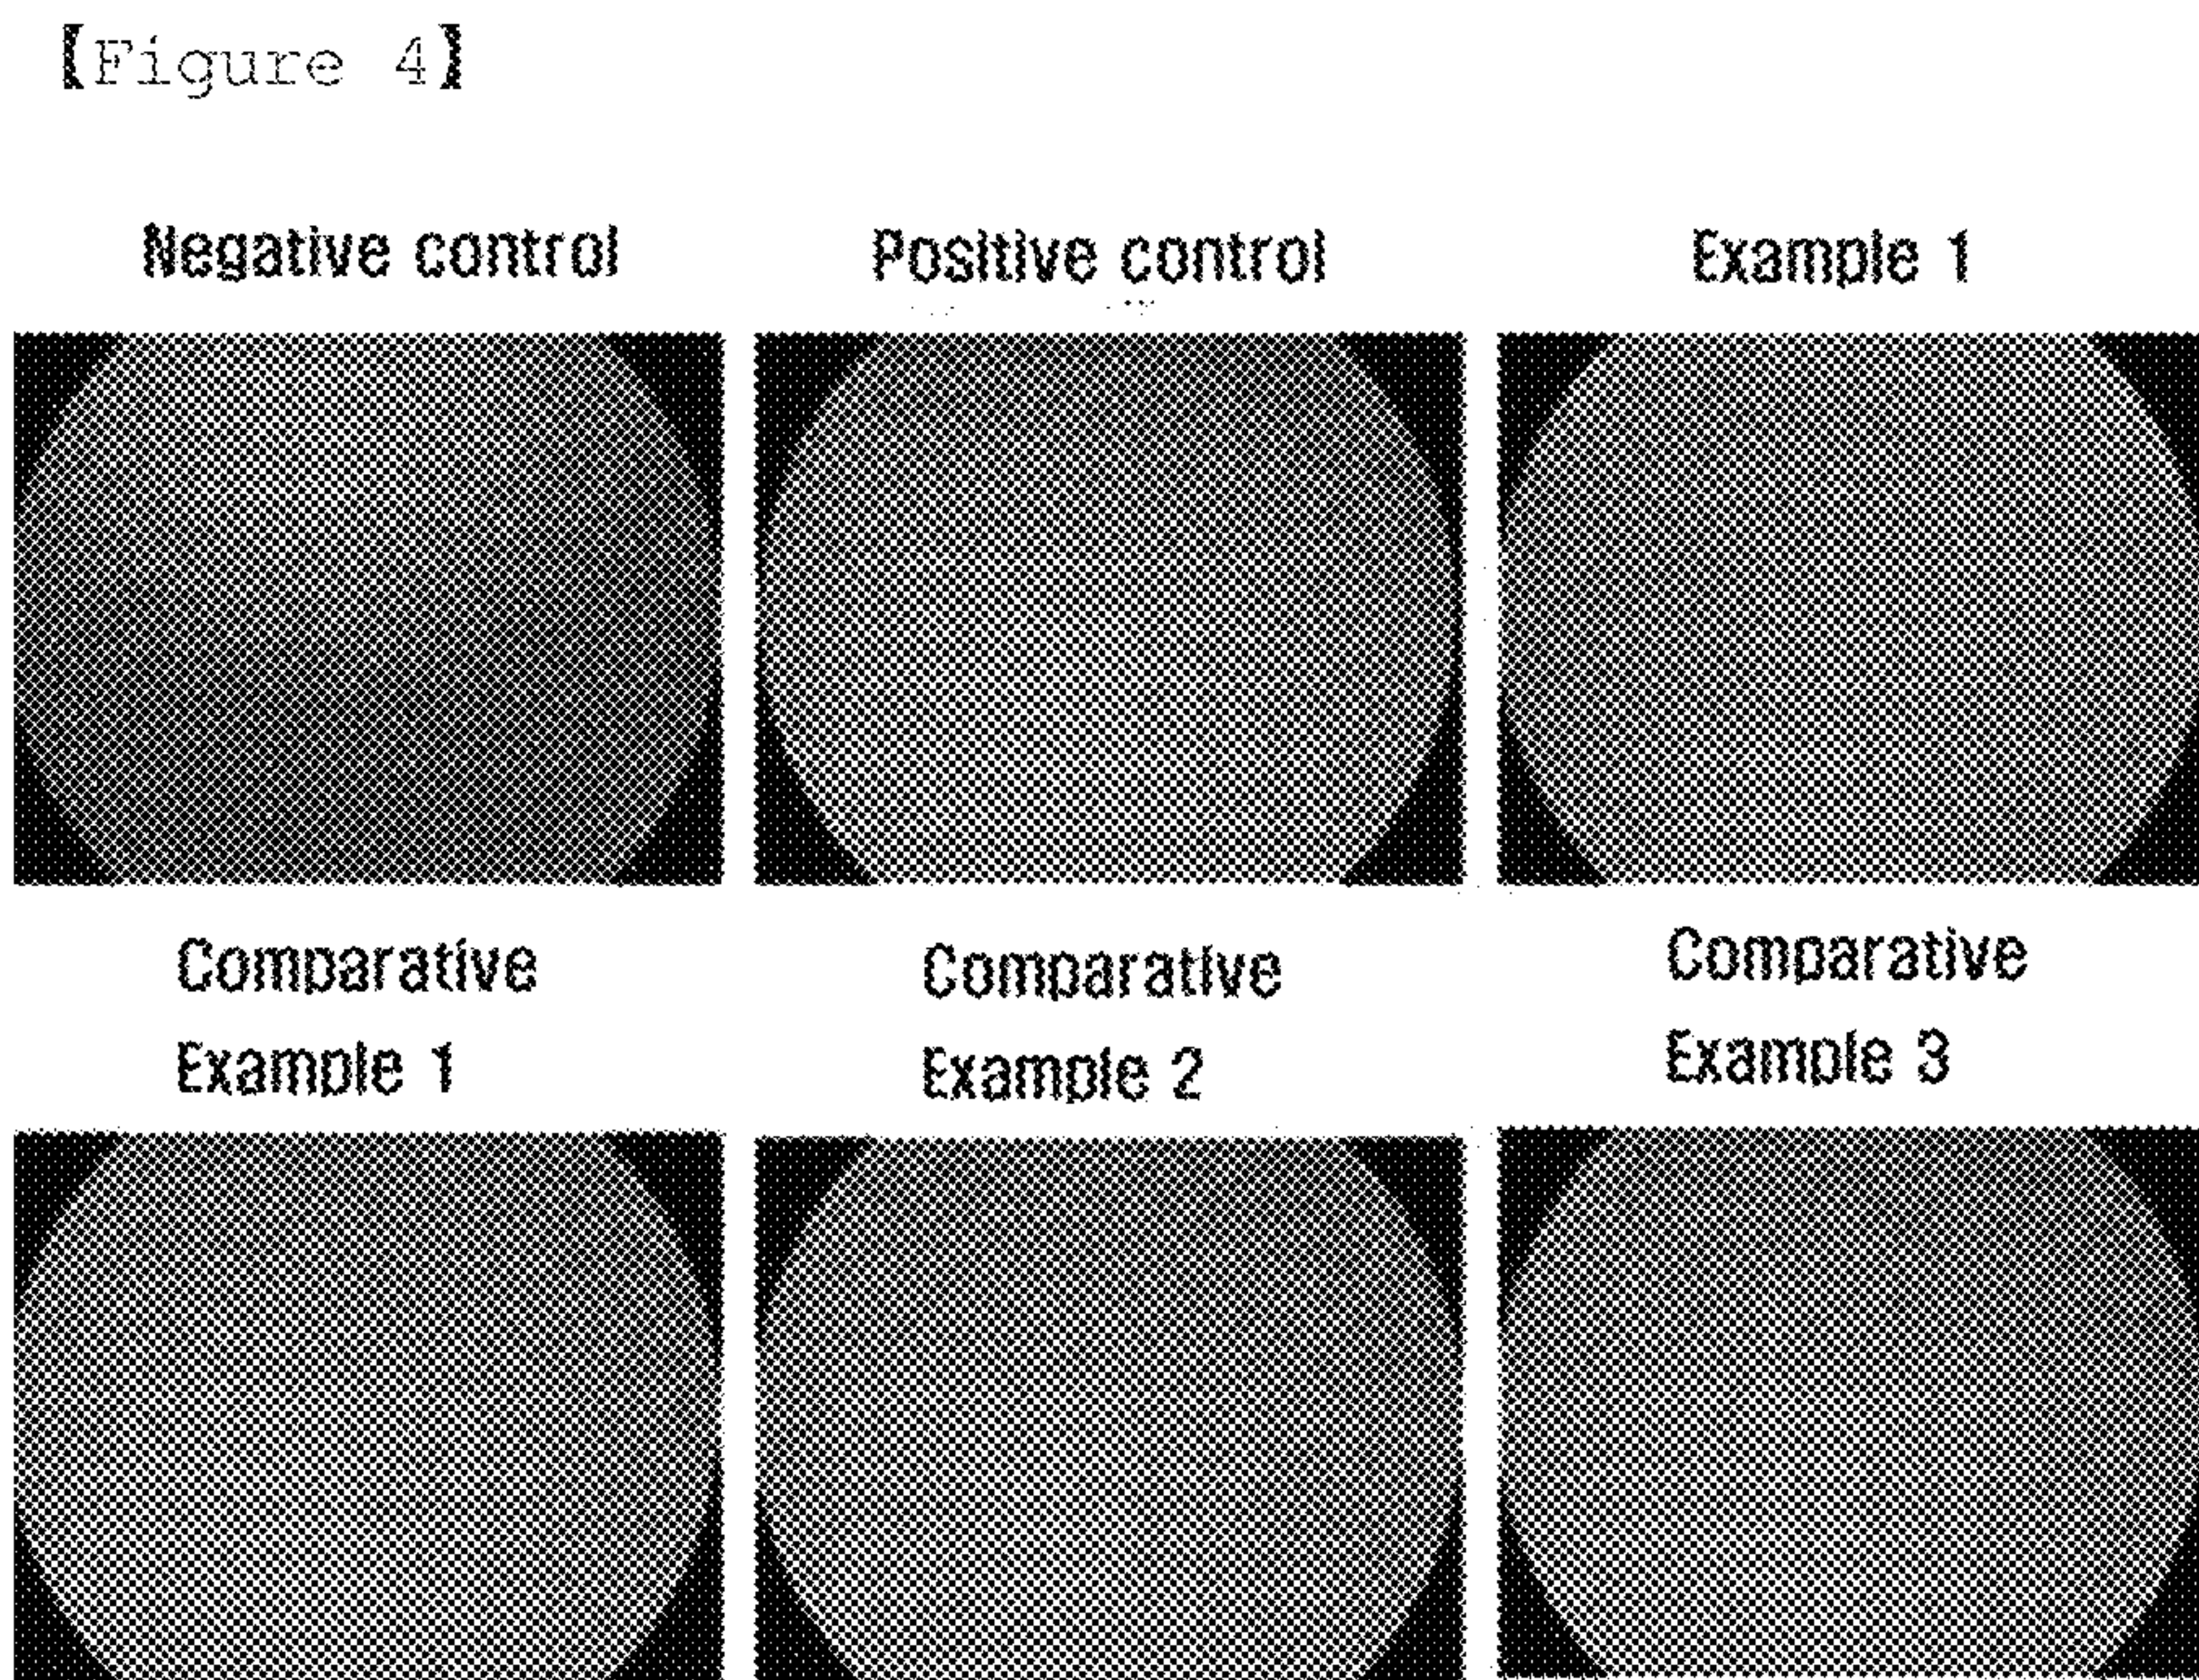 【Figure 4】
Negative control
Positive control
Example 1
Comparative
Example 1
Comparative
Example 2
Comparative
Example 3